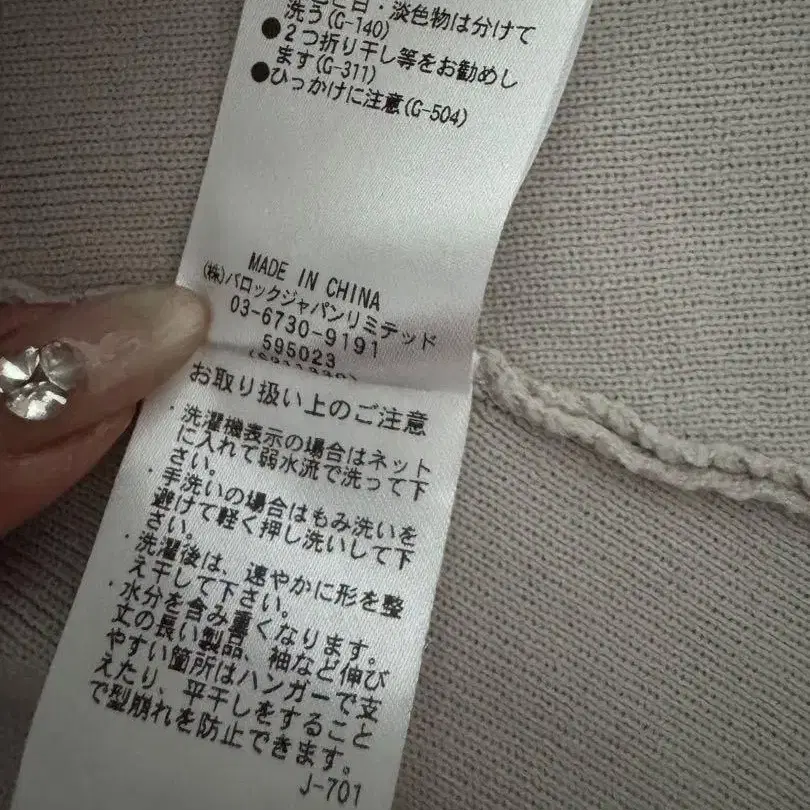 白・淡色物は分けて
洗う(G-140)
●２つ折り干し等をお勧めし
ます(G-311)
●ひっかけに注意(G-504)
MADE IN CHINA
(株)バロックジャパンリミテッド
03-6730-9191
595023
お取り扱い上のご注意
・洗濯機表示の場合はネット
に入れて弱水流で洗って下
さい。
・手洗いの場合はもみ洗いを
避けて軽く押し洗いして下
さい。
・洗濯後は、速やかに形を整
え干して下さい。
・水分を含み重くなります。
丈の長い製品、袖など伸び
やすい箇所はハンガーで支
えたり、平干しをすること
で型崩れを防止できます。
J-701